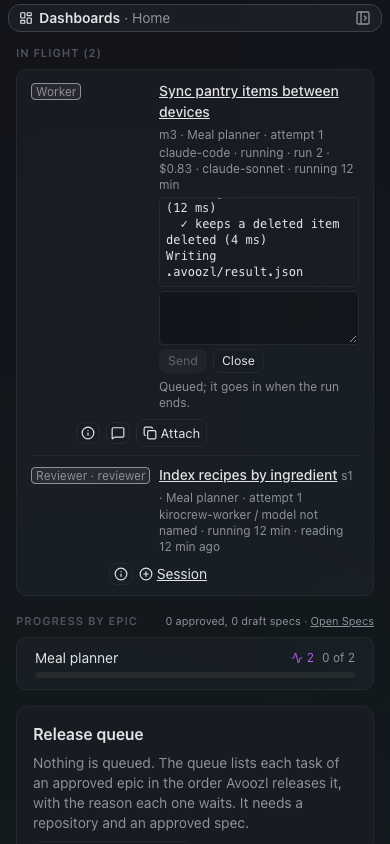 Dashboards · Home
IN FLIGHT (2)
Worker
Sync pantry items between
devices
m3 · Meal planner · attempt 1
claude-code · running · run 2 ·
$0.83 · claude-sonnet · running 12
min
(12 ms)
✓ keeps a deleted item
deleted (4 ms)
Writing
.avoozl/result.json
Send Close
Queued; it goes in when the run
ends.
Attach
Reviewer · reviewer
Index recipes by ingredient s1
· Meal planner · attempt 1
kirocrew-worker / model not
named · running 12 min · reading
12 min ago
Session
PROGRESS BY EPIC 0 approved, 0 draft specs · Open Specs
Meal planner 2 0 of 2
Release queue
Nothing is queued. The queue lists each task of
an approved epic in the order Avoozl releases it,
with the reason each one waits. It needs a
repository and an approved spec.